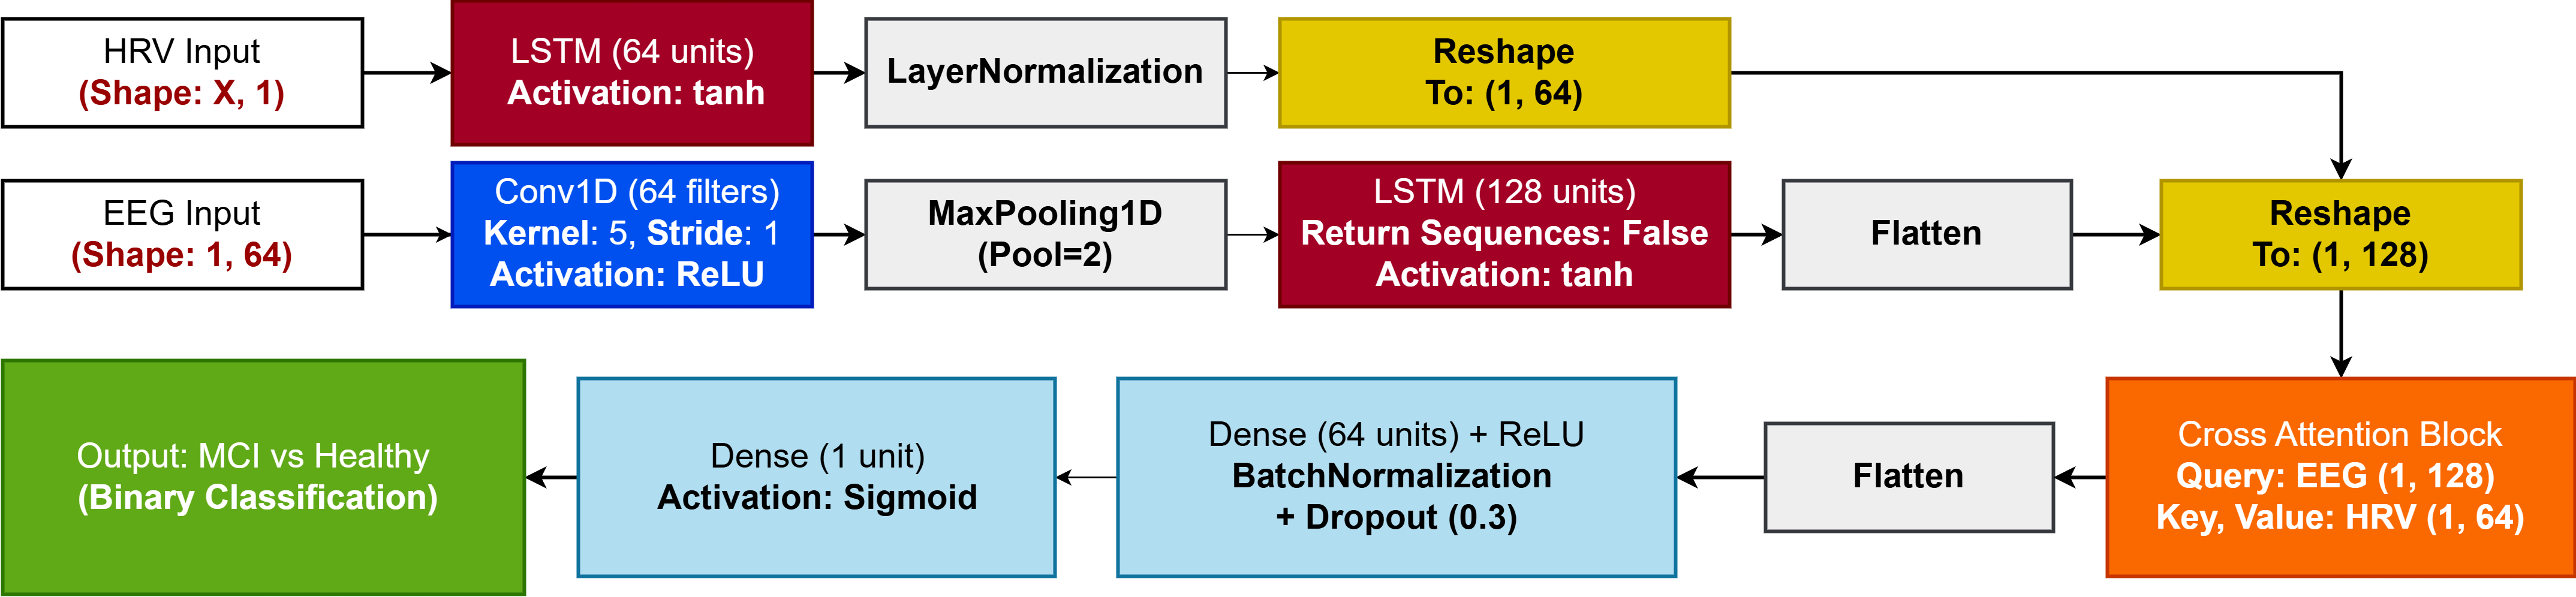 HRV Input
(Shape: X, 1)
LSTM (64 units)
Activation: tanh
LayerNormalization
Reshape
To: (1, 64)
EEG Input
(Shape: 1, 64)
Conv1D (64 filters)
Kernel: 5, Stride: 1
Activation: ReLU
MaxPooling1D
(Pool=2)
LSTM (128 units)
Return Sequences: False
Activation: tanh
Flatten
Reshape
To: (1, 128)
Cross Attention Block
Query: EEG (1, 128)
Key, Value: HRV (1, 64)
Flatten
Dense (64 units) + ReLU
BatchNormalization
+ Dropout (0.3)
Dense (1 unit)
Activation: Sigmoid
Output: MCI vs Healthy
(Binary Classification)